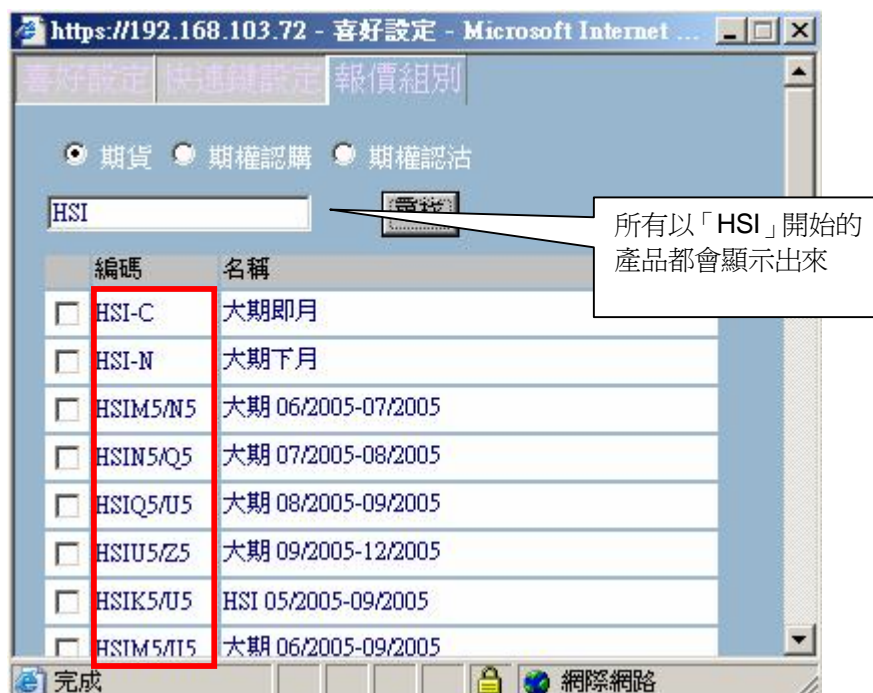 https://192.168.103.72 - 喜好設定 - Microsoft Internet ...
喜好設定 快速鍵設定 報價組別
期貨 期權認購 期權認沽
HSI 尋找
所有以「HSI」開始的
產品都會顯示出來
編碼 名稱
HSI-C 大期即月
HSI-N 大期下月
HSIM5/N5 大期 06/2005-07/2005
HSIN5/Q5 大期 07/2005-08/2005
HSIQ5/U5 大期 08/2005-09/2005
HSIU5/Z5 大期 09/2005-12/2005
HSIK5/U5 HSI 05/2005-09/2005
HSIM5/U5 大期 06/2005-09/2005
完成 網際網路